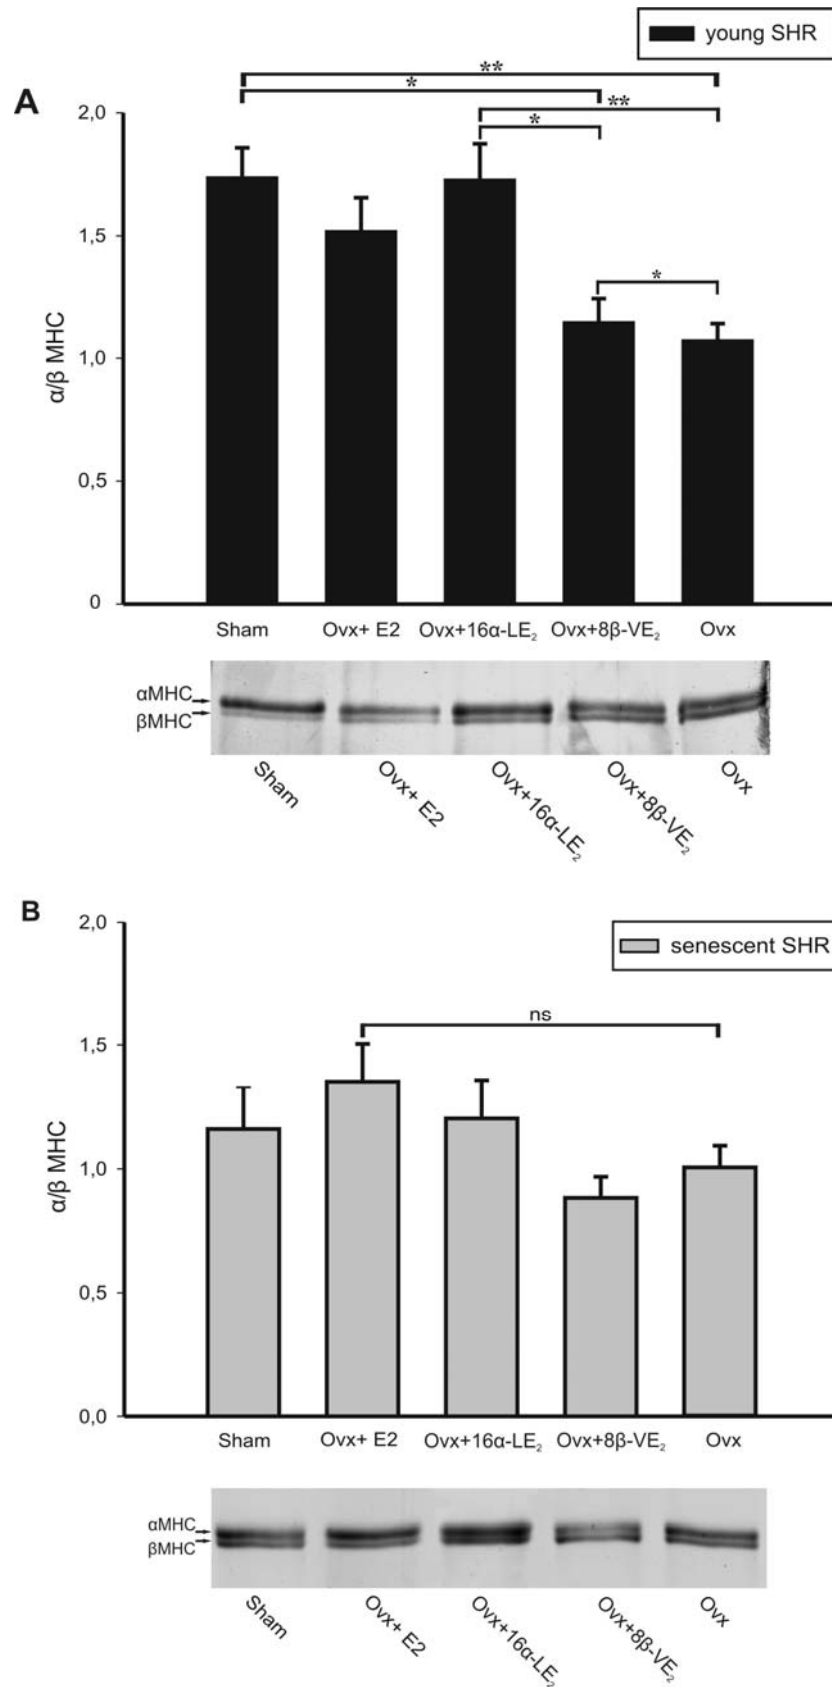 young SHR
A
**
*
**
*
*
2,0
1,5
1,0
0,5
0
α/β MHC
Sham Ovx+ E2 Ovx+16α-LE₂ Ovx+8β-VE₂ Ovx
αMHC
βMHC
Sham Ovx+ E2 Ovx+16α-LE₂ Ovx+8β-VE₂ Ovx
B
senescent SHR
ns
2,0
1,5
1,0
0,5
0,0
α/β MHC
Sham Ovx+ E2 Ovx+16α-LE₂ Ovx+8β-VE₂ Ovx
αMHC
βMHC
Sham Ovx+ E2 Ovx+16α-LE₂ Ovx+8β-VE₂ Ovx